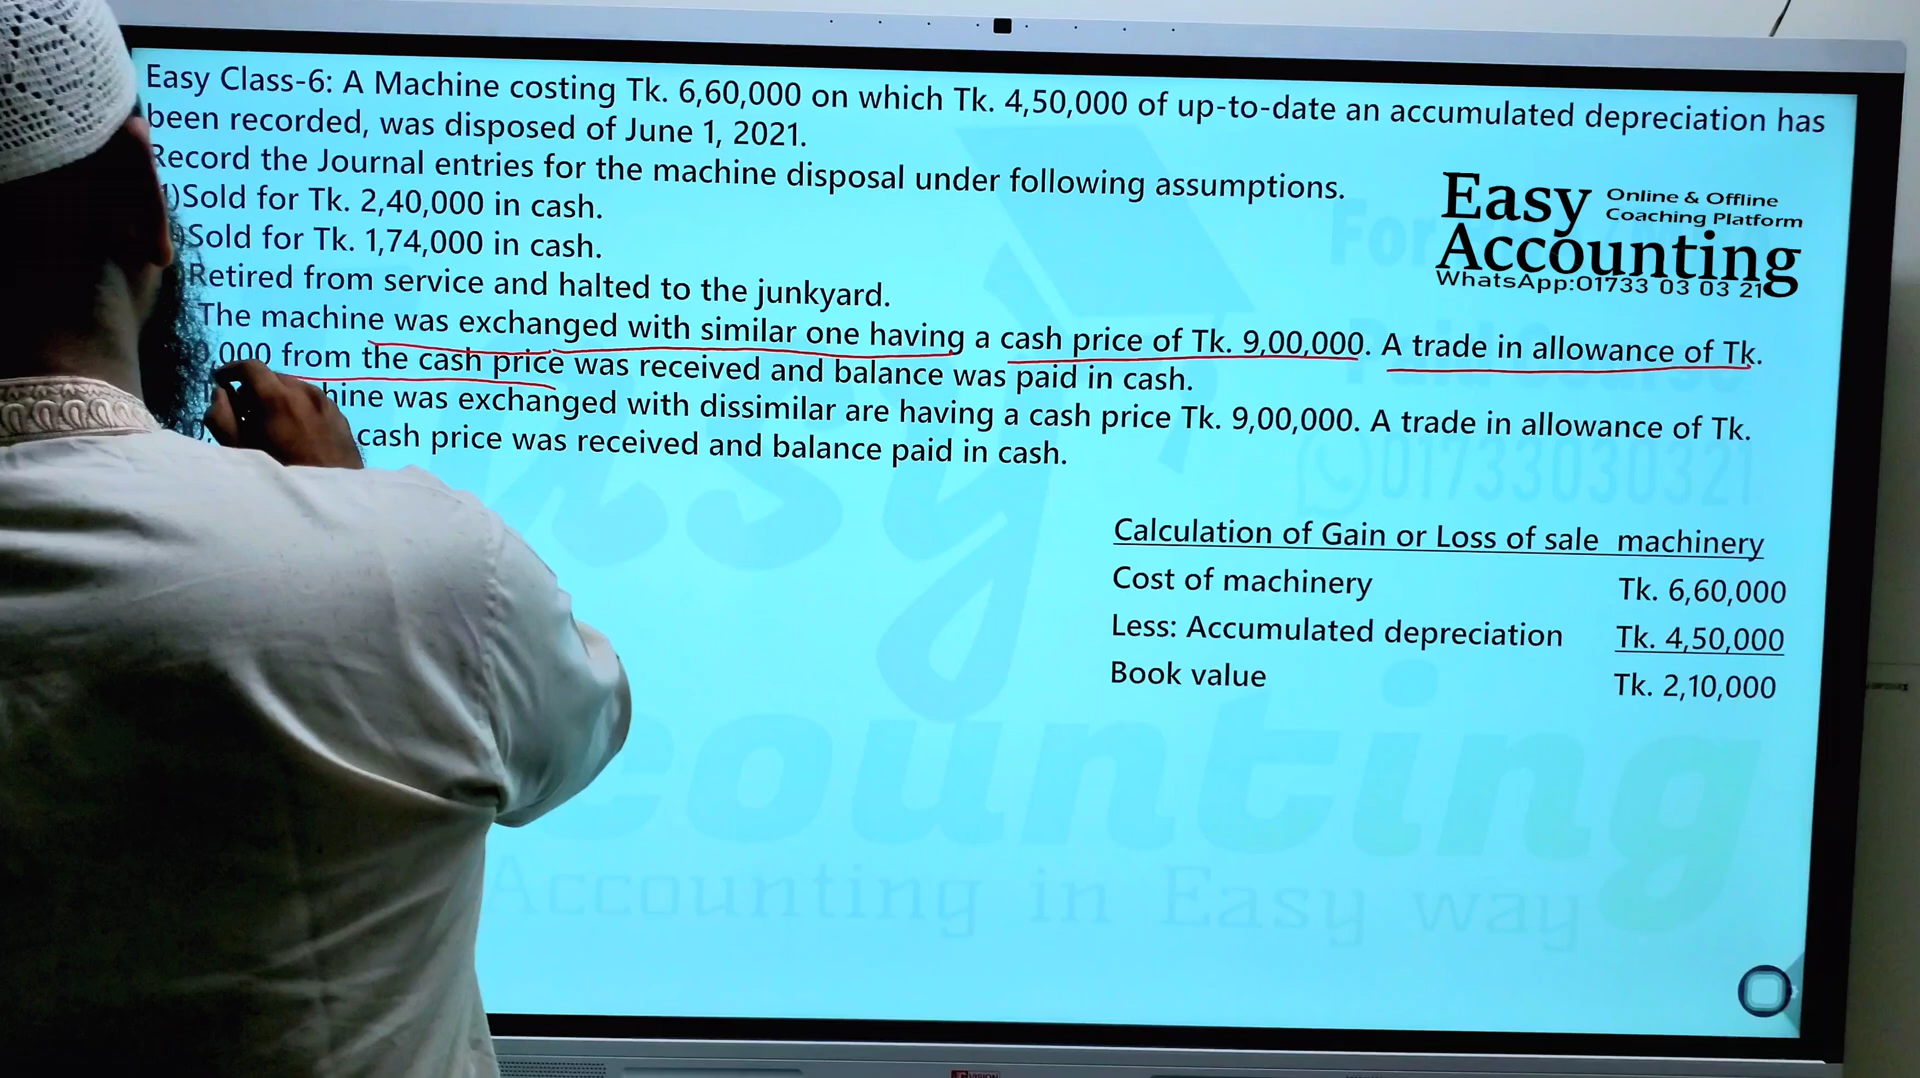 Easy Class-6: A Machine costing Tk. 6,60,000 on which Tk. 4,50,000 of up-to-date an accumulated depreciation has
been recorded, was disposed of June 1, 2021.
Record the Journal entries for the machine disposal under following assumptions.
)Sold for Tk. 2,40,000 in cash.
)Sold for Tk. 1,74,000 in cash.
Retired from service and halted to the junkyard.
The machine was exchanged with similar one having a cash price of Tk. 9,00,000. A trade in allowance of Tk.
0,000 from the cash price was received and balance was paid in cash.
hine was exchanged with dissimilar are having a cash price Tk. 9,00,000. A trade in allowance of Tk.
cash price was received and balance paid in cash.
Easy Online & Offline
Coaching Platform
Accounting
WhatsApp:01733 03 03 21
For
Paid Course
01733030321
Calculation of Gain or Loss of sale machinery
Cost of machinery Tk. 6,60,000
Less: Accumulated depreciation Tk. 4,50,000
Book value Tk. 2,10,000
asy
counting
Accounting in Easy way